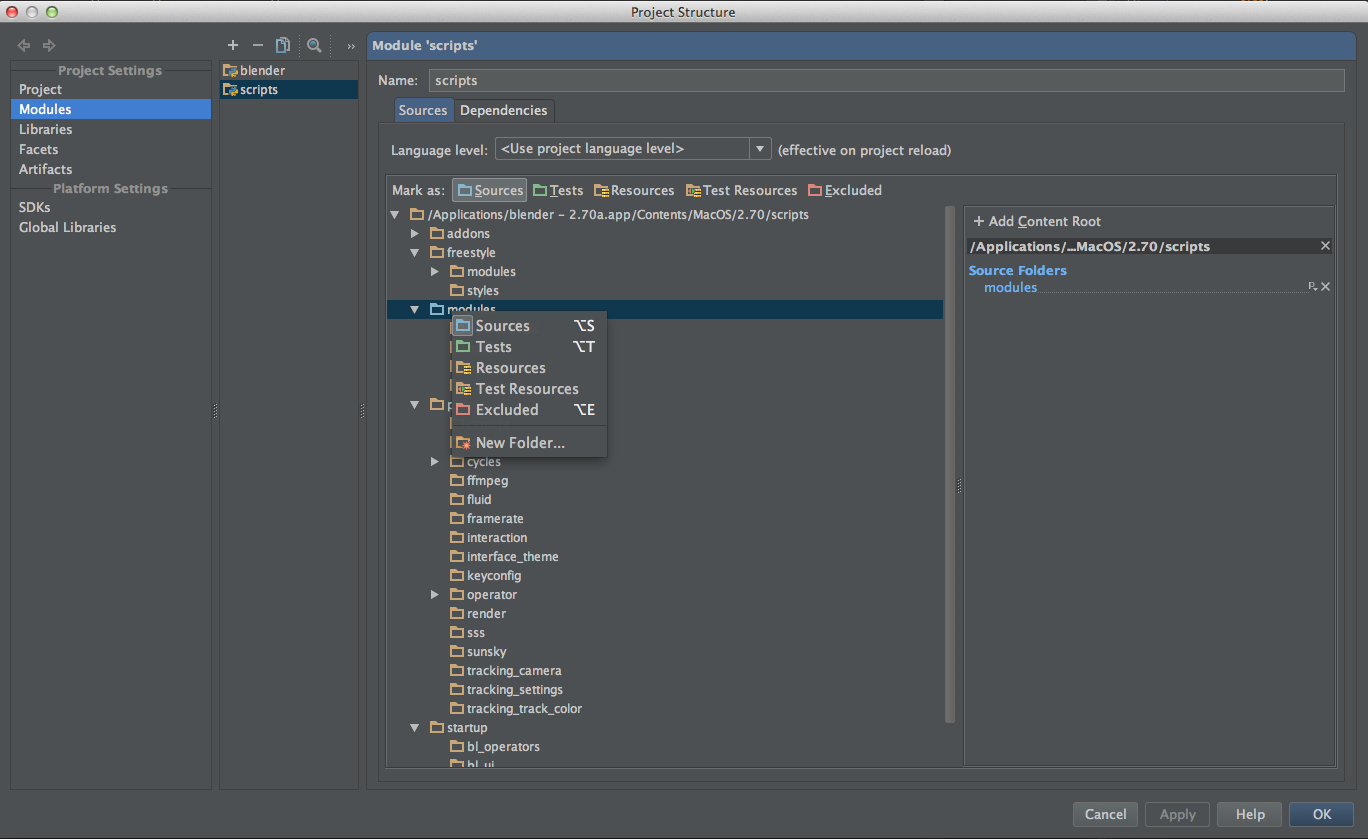 Project Structure
Project Settings
Project
Modules
Libraries
Facets
Artifacts
Platform Settings
SDKs
Global Libraries
blender
scripts
Module 'scripts'
Name: scripts
Sources Dependencies
Language level: <Use project language level> (effective on project reload)
Mark as: Sources Tests Resources Test Resources Excluded
/Applications/blender - 2.70a.app/Contents/MacOS/2.70/scripts
addons
freestyle
modules
styles
modules
Sources ⌥S
Tests ⌥T
Resources
Test Resources
Excluded ⌥E
New Folder...
cycles
ffmpeg
fluid
framerate
interaction
interface_theme
keyconfig
operator
render
sss
sunsky
tracking_camera
tracking_settings
tracking_track_color
startup
bl_operators
bl_ui
+ Add Content Root
/Applications/...MacOS/2.70/scripts
Source Folders
modules
Cancel Apply Help OK